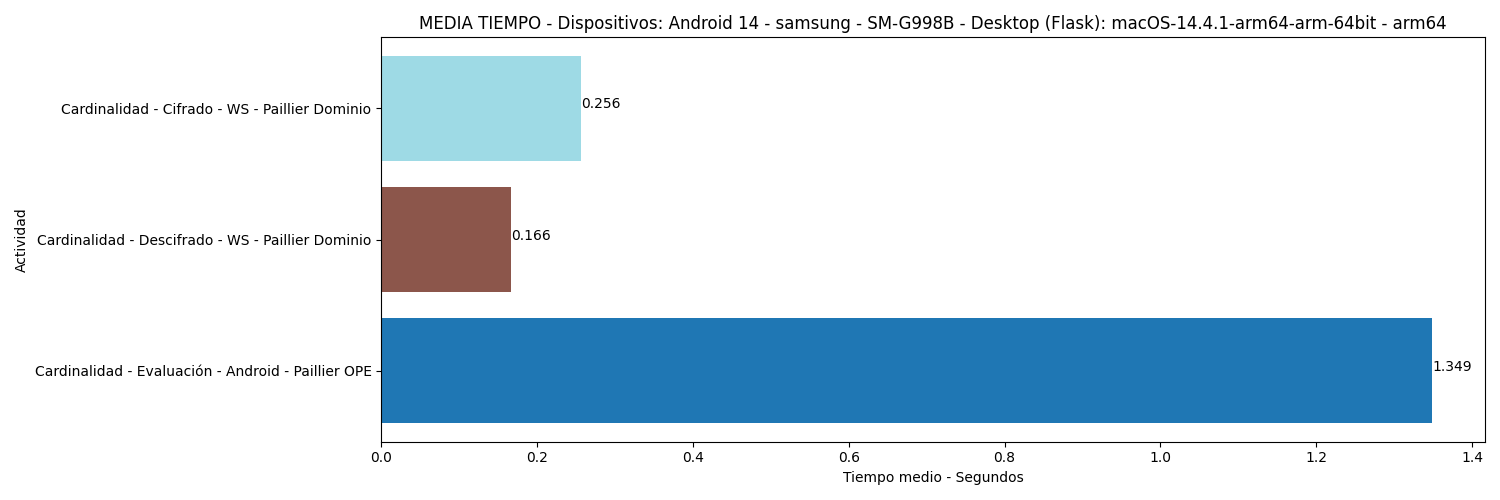 MEDIA TIEMPO - Dispositivos: Android 14 - samsung - SM-G998B - Desktop (Flask): macOS-14.4.1-arm64-arm-64bit - arm64
Cardinalidad - Cifrado - WS - Paillier Dominio
0.256
Cardinalidad - Descifrado - WS - Paillier Dominio
0.166
Cardinalidad - Evaluación - Android - Paillier OPE
1.349
Actividad
0.0 0.2 0.4 0.6 0.8 1.0 1.2 1.4
Tiempo medio - Segundos